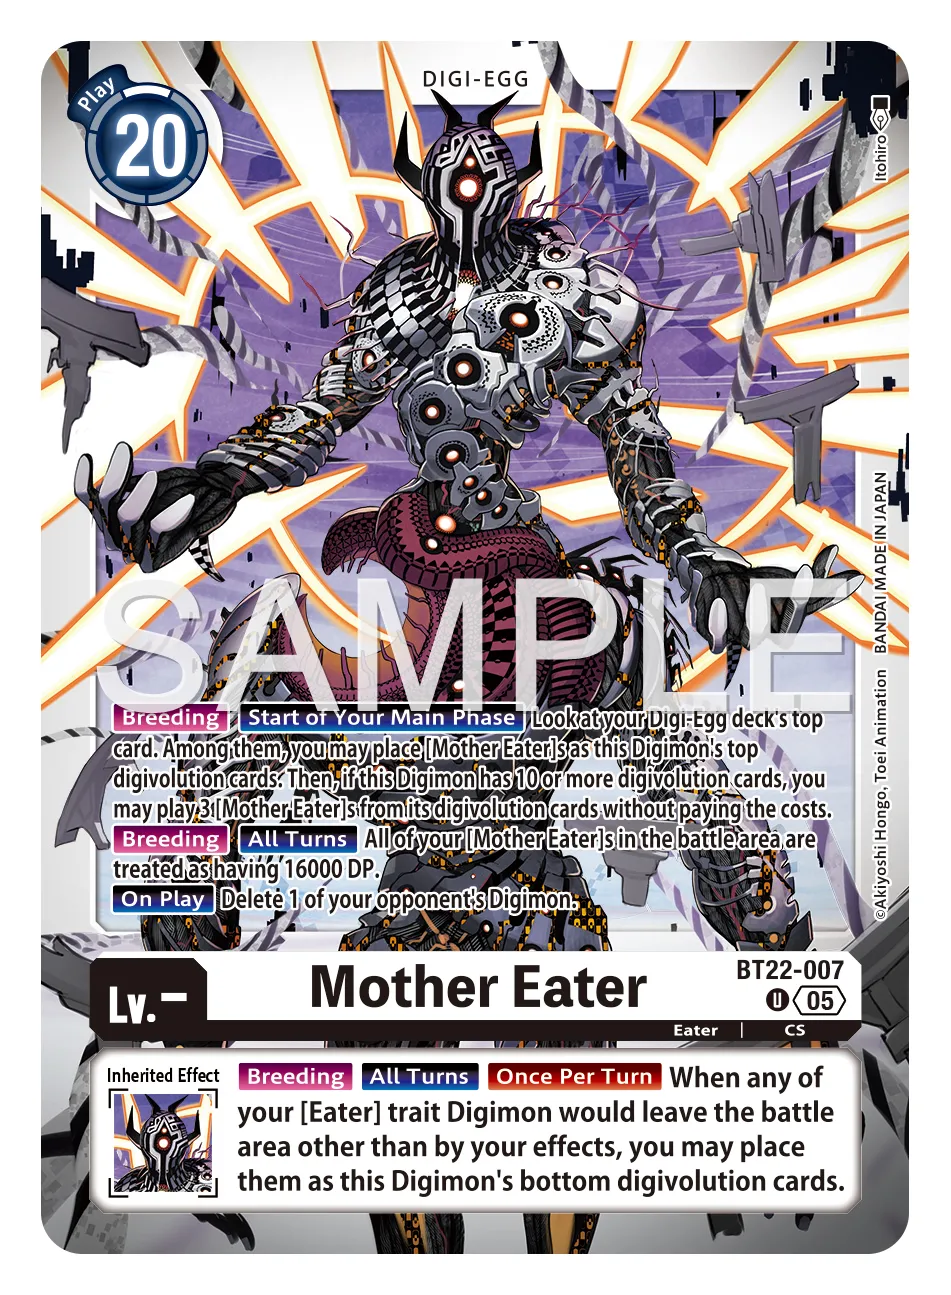 DIGI-EGG
Play
20
Itohiro
SAMPLE
Breeding Start of Your Main Phase Look at your Digi-Egg deck's top
card. Among them, you may place [Mother Eater]s as this Digimon's top
digivolution cards. Then, if this Digimon has 10 or more digivolution cards, you
may play 3 [Mother Eater]s from its digivolution cards without paying the costs.
Breeding All Turns All of your [Mother Eater]s in the battle area are
treated as having 16000 DP.
On Play Delete 1 of your opponent's Digimon.
©Akiyoshi Hongo, Toei Animation BANDAI MADE IN JAPAN
Lv.–
Mother Eater
BT22-007
U 05
Eater | CS
Inherited Effect
Breeding All Turns Once Per Turn When any of
your [Eater] trait Digimon would leave the battle
area other than by your effects, you may place
them as this Digimon's bottom digivolution cards.